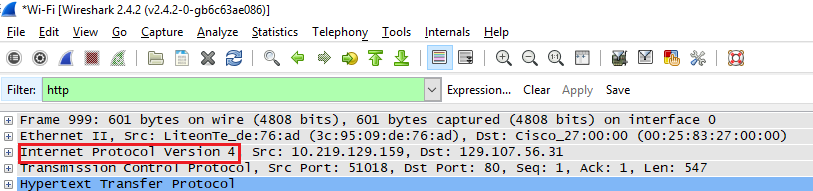 *Wi-Fi [Wireshark 2.4.2 (v2.4.2-0-gb6c63ae086)]
File Edit View Go Capture Analyze Statistics Telephony Tools Internals Help
Filter: http Expression... Clear Apply Save
Frame 999: 601 bytes on wire (4808 bits), 601 bytes captured (4808 bits) on interface 0
Ethernet II, Src: LiteonTe_de:76:ad (3c:95:09:de:76:ad), Dst: Cisco_27:00:00 (00:25:83:27:00:00)
Internet Protocol Version 4, Src: 10.219.129.159, Dst: 129.107.56.31
Transmission Control Protocol, Src Port: 51018, Dst Port: 80, Seq: 1, Ack: 1, Len: 547
Hypertext Transfer Protocol